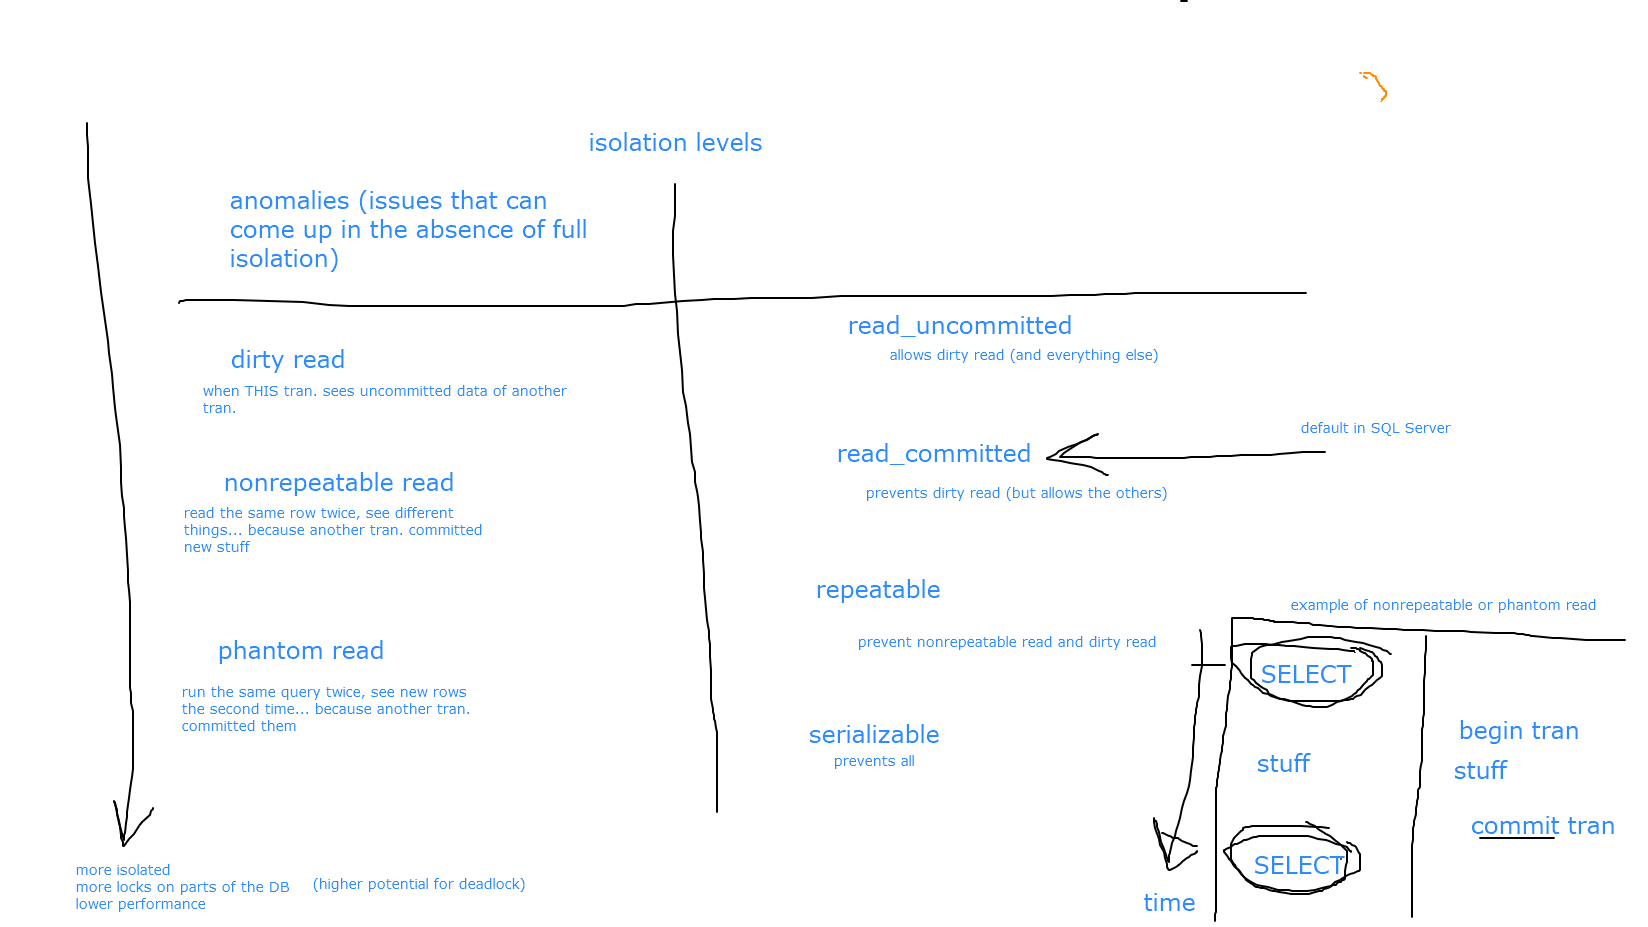 isolation levels
anomalies (issues that can
come up in the absence of full
isolation)
dirty read
when THIS tran. sees uncommitted data of another
tran.
nonrepeatable read
read the same row twice, see different
things... because another tran. committed
new stuff
phantom read
run the same query twice, see new rows
the second time... because another tran.
committed them
more isolated
more locks on parts of the DB
lower performance
(higher potential for deadlock)
read_uncommitted
allows dirty read (and everything else)
read_committed
default in SQL Server
prevents dirty read (but allows the others)
repeatable
prevent nonrepeatable read and dirty read
serializable
prevents all
example of nonrepeatable or phantom read
SELECT
stuff
SELECT
time
begin tran
stuff
commit tran